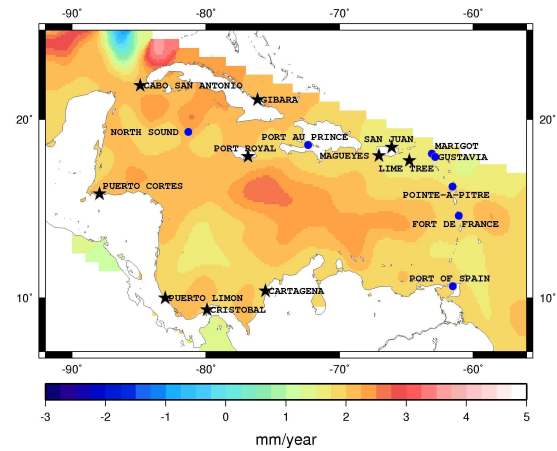 -90° -80° -70° -60°
CABO SAN ANTONIO
GIBARA
20° 20°
NORTH SOUND
PORT AU PRINCE
SAN JUAN
MARIGOT
PORT ROYAL
MAGUEYES
GUSTAVIA
LIME TREE
PUERTO CORTES
POINTE-A-PITRE
FORT DE FRANCE
PORT OF SPAIN
CARTAGENA
10° 10°
PUERTO LIMON
CRISTOBAL
-90° -80° -70° -60°
-3 -2 -1 0 1 2 3 4 5
mm/year